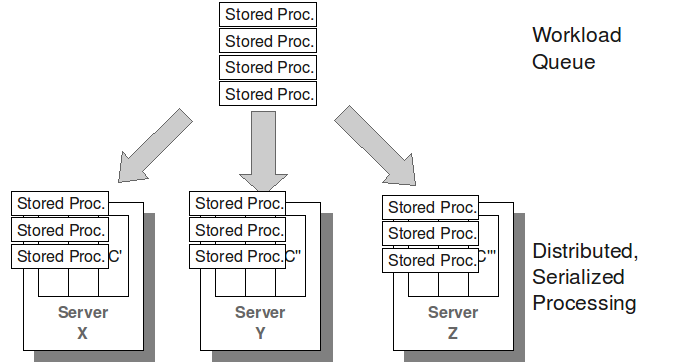 Stored Proc.
Stored Proc.
Stored Proc.
Stored Proc.
Workload
Queue
Stored Proc.
Stored Proc.
Stored Proc.
C'
Server
X
Stored Proc.
Stored Proc.
Stored Proc.
C''
Server
Y
Stored Proc.
Stored Proc.
Stored Proc.
C'''
Server
Z
Distributed,
Serialized
Processing